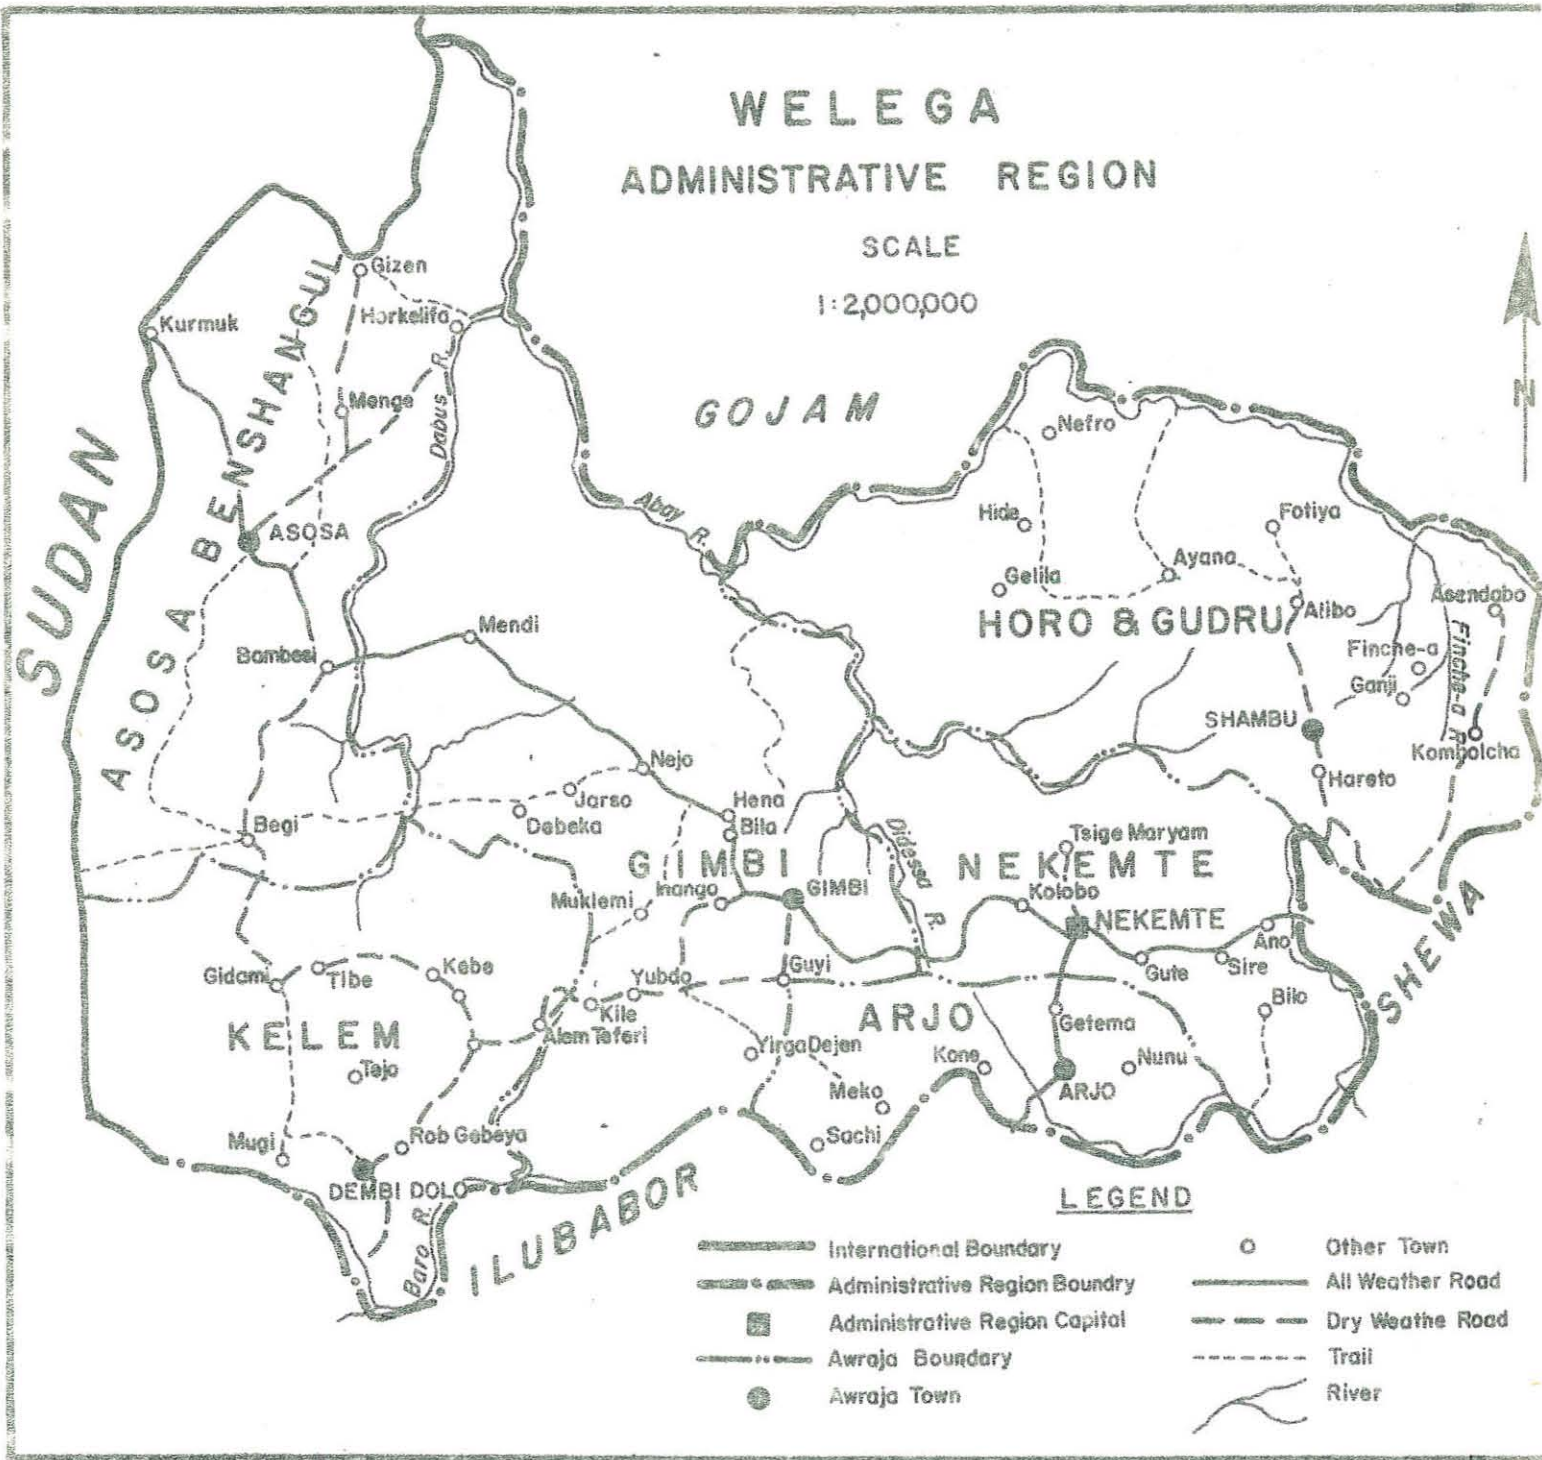 WELEGA
ADMINISTRATIVE REGION
SCALE
1:2,000,000
N
SUDAN
GOJAM
SHEWA
ILUBABOR
ASOSA
BENSHANGUL
Gizen
Horkelifa
Kurmuk
Menge
Dabus R.
ASOSA
Bambesi
Mendi
Abay R.
Nefro
Hide
Gelila
Ayana
Fotiya
HORO & GUDRU
Alibo
Asendabo
Finche-a
Ganji
Finche-a R.
SHAMBU
Kombolcha
Hareto
Nejo
Jarso
Debeka
Begi
Hena
Bila
GIMBI
Inango
GIMBI
Muklemi
Didessa R.
Tsige Maryam
NEKEMTE
Kolobo
NEKEMTE
Ano
Gute
Sire
Gidami
Tibe
Kebe
Yubdo
Guyi
Kile
Alem Teferi
KELEM
Tejo
ARJO
Getema
Bilo
Yirga Dejen
Kone
Nunu
ARJO
Meko
Sachi
Mugi
Rob Gebeya
DEMBI DOLO
Baro R.
LEGEND
International Boundary
Administrative Region Boundry
Administrative Region Capital
Awraja Boundary
Awraja Town
Other Town
All Weather Road
Dry Weathe Road
Trail
River